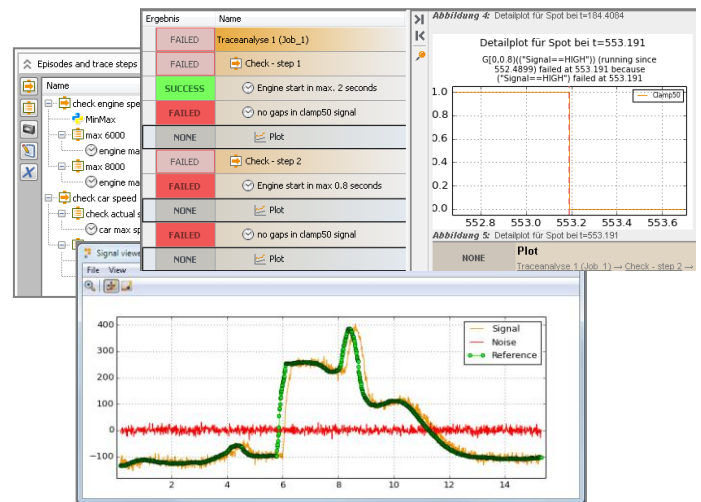 Episodes and trace steps
Name
check engine spe
MinMax
max 6000
engine ma
max 8000
engine ma
check car speed
check actual s
car max sp
Ergebnis Name
FAILED Traceanalyse 1 (Job_1)
FAILED Check - step 1
SUCCESS Engine start in max. 2 seconds
FAILED no gaps in clamp50 signal
NONE Plot
FAILED Check - step 2
FAILED Engine start in max 0.8 seconds
NONE Plot
FAILED no gaps in clamp50 signal
NONE Plot
Abbildung 4: Detailplot für Spot bei t=184.4084
Detailplot für Spot bei t=553.191
G[0,0.8](("Signal==HIGH")) (running since
552.4899) failed at 553.191 because
("Signal==HIGH") failed at 553.191
Clamp50
1.0
0.8
0.6
0.4
0.2
0.0
552.8 553.0 553.2 553.4 553.6
Abbildung 5: Detailplot für Spot bei t=553.191
NONE Plot
Traceanalyse 1 (Job_1) → Check - step 2 →
Signal viewe
File View
Signal
Noise
Reference
400
300
200
100
0
−100
2 4 6 8 10 12 14